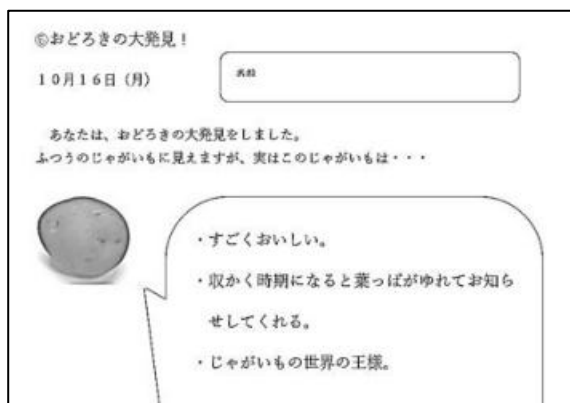 おどろきの大発見！
１０月１６日（月）
名前
あなたは、おどろきの大発見をしました。
ふつうのじゃがいもに見えますが、実はこのじゃがいもは・・・
・すごくおいしい。
・収かく時期になると葉っぱがゆれてお知ら
せしてくれる。
・じゃがいもの世界の王様。